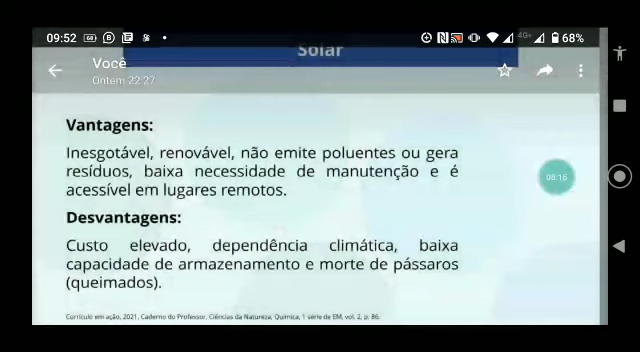 09:52 68%
4G+
Solar
Você
Ontem 22:27
Vantagens:
Inesgotável, renovável, não emite poluentes ou gera
resíduos, baixa necessidade de manutenção e é
acessível em lugares remotos.
08:16
Desvantagens:
Custo elevado, dependência climática, baixa
capacidade de armazenamento e morte de pássaros
(queimados).
Currículo em ação, 2021, Caderno do Professor, Ciências da Natureza, Química, 1 série de EM, vol. 2, p. 86.